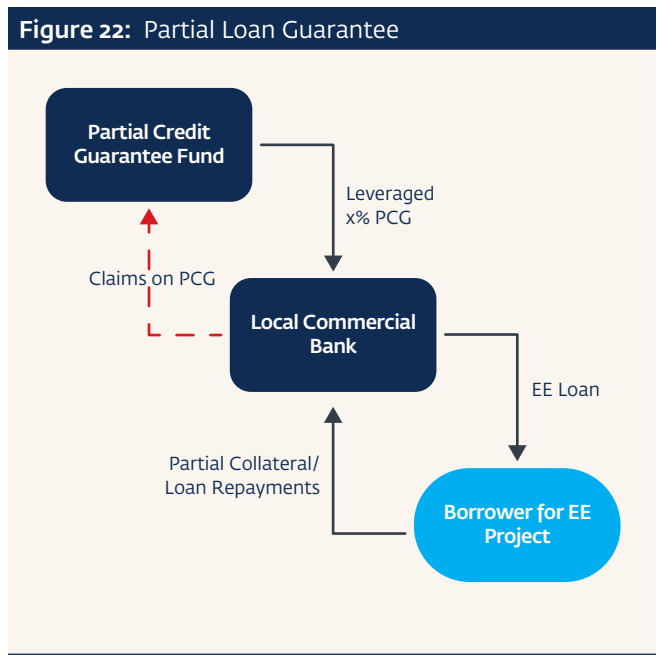 Figure 22: Partial Loan Guarantee
Partial Credit
Guarantee Fund
Leveraged
x% PCG
Claims on PCG
Local Commercial
Bank
EE Loan
Partial Collateral/
Loan Repayments
Borrower for EE
Project